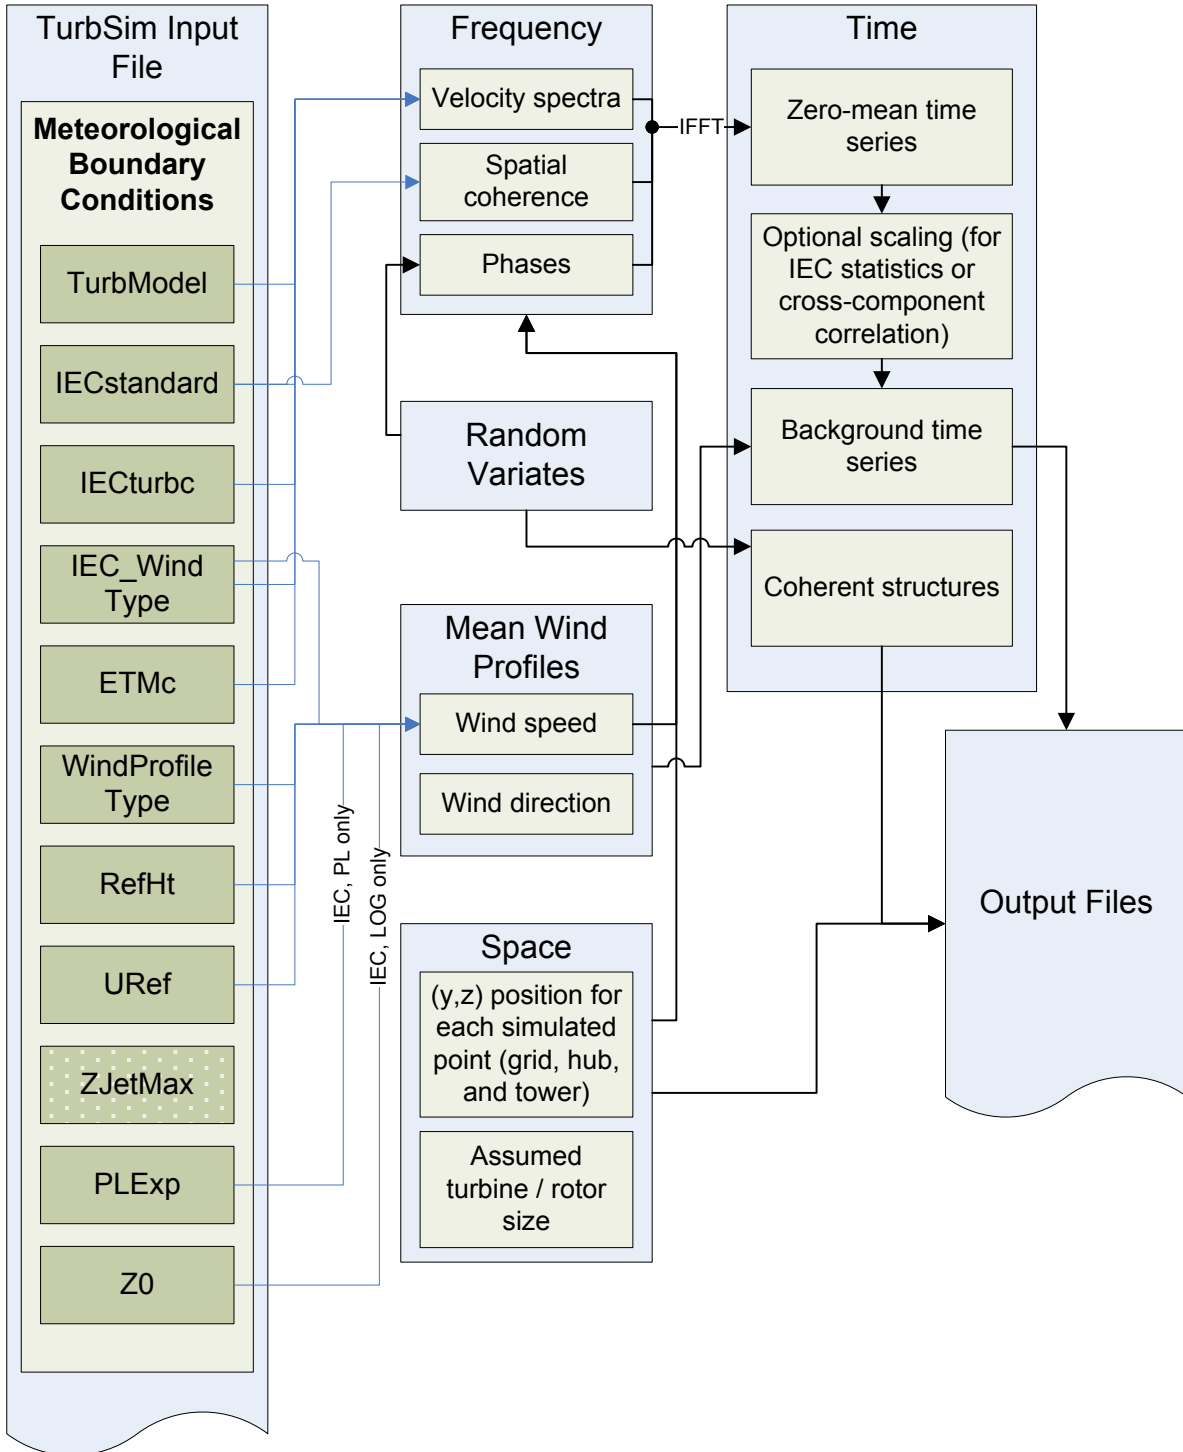 TurbSim Input
File
Meteorological
Boundary
Conditions
TurbModel
IECstandard
IECturbc
IEC_Wind
Type
ETMc
WindProfile
Type
RefHt
URef
ZJetMax
PLExp
Z0
IEC, PL only
IEC, LOG only
Frequency
Velocity spectra
Spatial
coherence
Phases
IFFT
Random
Variates
Mean Wind
Profiles
Wind speed
Wind direction
Space
(y,z) position for
each simulated
point (grid, hub,
and tower)
Assumed
turbine / rotor
size
Time
Zero-mean time
series
Optional scaling (for
IEC statistics or
cross-component
correlation)
Background time
series
Coherent structures
Output Files